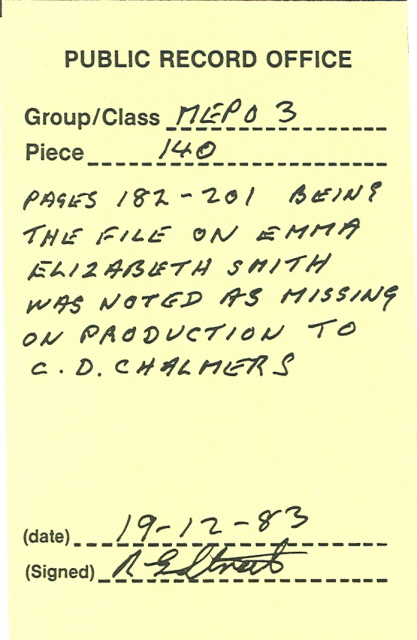 PUBLIC RECORD OFFICE
Group/Class MEPO 3
Piece 140
PAGES 182-201 BEING
THE FILE ON EMMA
ELIZABETH SMITH
WAS NOTED AS MISSING
ON PRODUCTION TO
C. D. CHALMERS
(date) 19-12-83
(Signed)